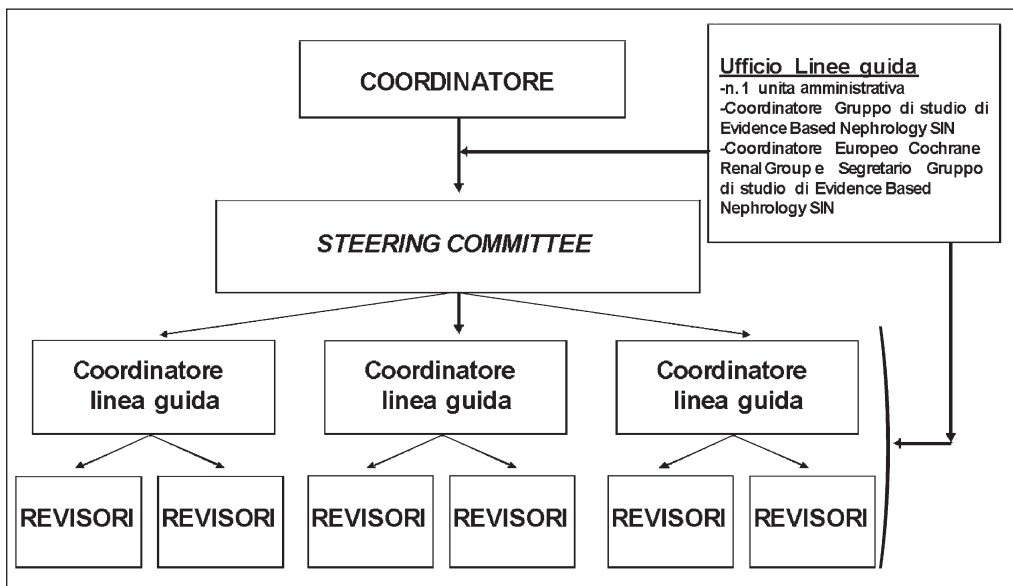 COORDINATORE
Ufficio Linee guida
-n.1 unita amministrativa
-Coordinatore Gruppo di studio di
Evidence Based Nephrology SIN
-Coordinatore Europeo Cochrane
Renal Group e Segretario Gruppo
di studio di Evidence Based
Nephrology SIN
STEERING COMMITTEE
Coordinatore
linea guida
Coordinatore
linea guida
Coordinatore
linea guida
REVISORI
REVISORI
REVISORI
REVISORI
REVISORI
REVISORI